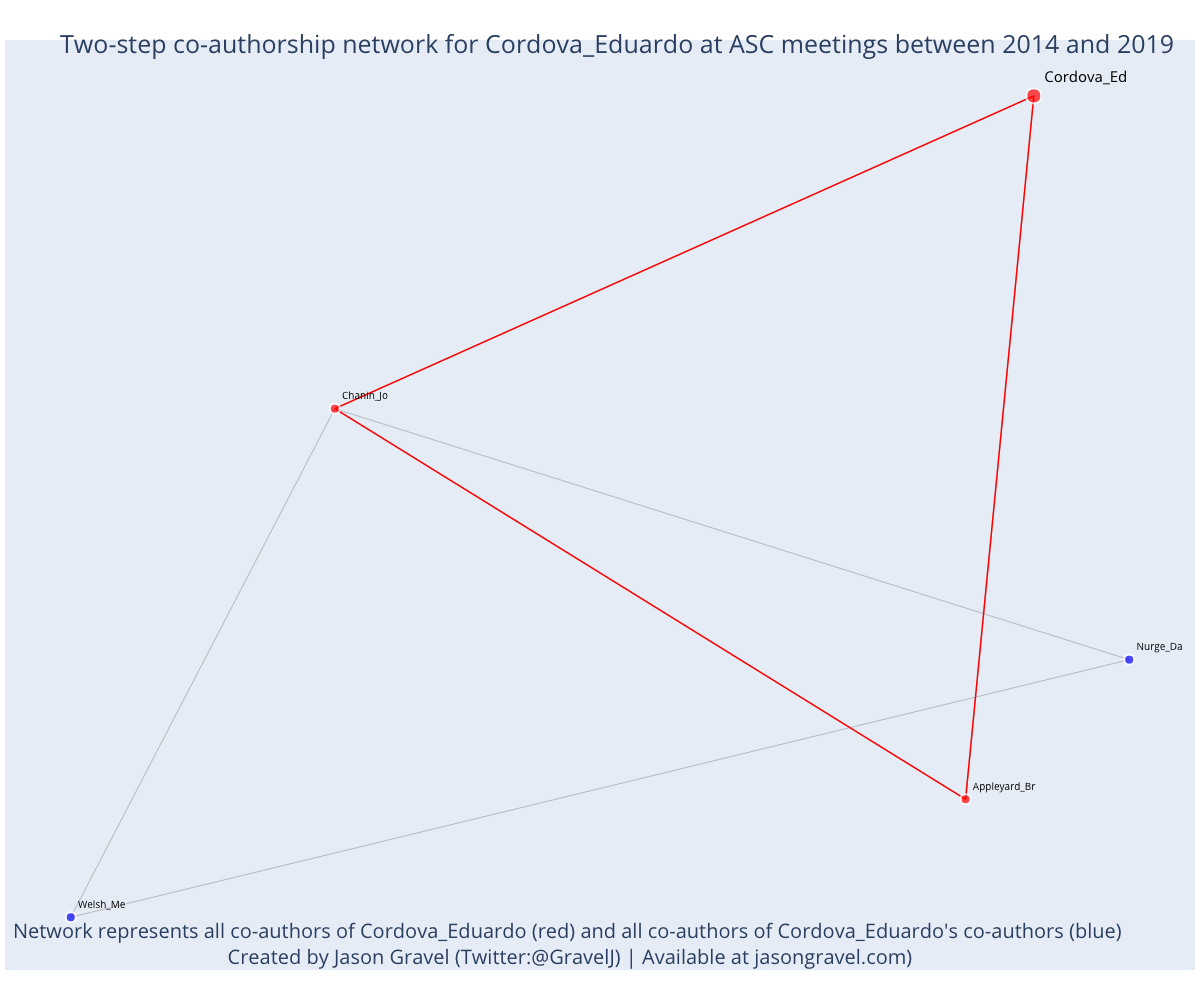 Two-step co-authorship network for Cordova_Eduardo at ASC meetings between 2014 and 2019
Cordova_Ed
Chanin_Jo
Nurge_Da
Appleyard_Br
Welsh_Me
Network represents all co-authors of Cordova_Eduardo (red) and all co-authors of Cordova_Eduardo's co-authors (blue)
Created by Jason Gravel (Twitter:@GravelJ) | Available at jasongravel.com)